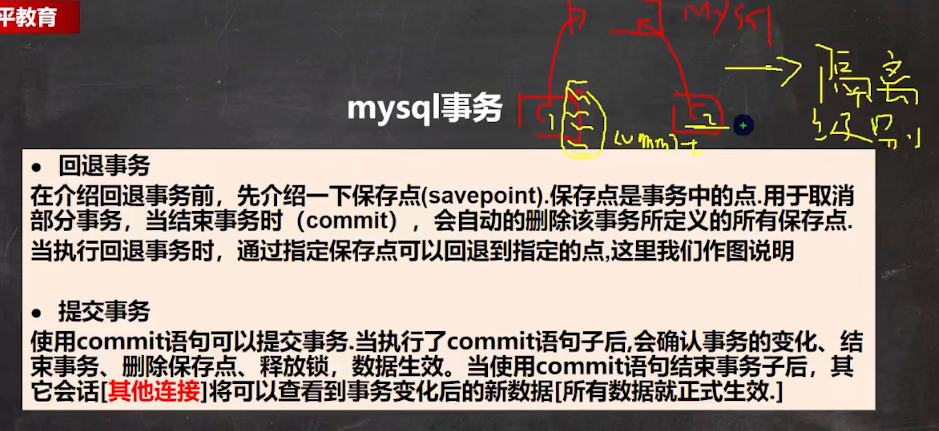 平教育
MYSql
隔离
级别
1
2
commit
mysql事务
● 回退事务
在介绍回退事务前，先介绍一下保存点(savepoint).保存点是事务中的点.用于取消
部分事务，当结束事务时（commit），会自动的删除该事务所定义的所有保存点.
当执行回退事务时，通过指定保存点可以回退到指定的点,这里我们作图说明
● 提交事务
使用commit语句可以提交事务.当执行了commit语句子后,会确认事务的变化、结
束事务、删除保存点、释放锁，数据生效。当使用commit语句结束事务子后，其
它会话[其他连接]将可以查看到事务变化后的新数据[所有数据就正式生效.]